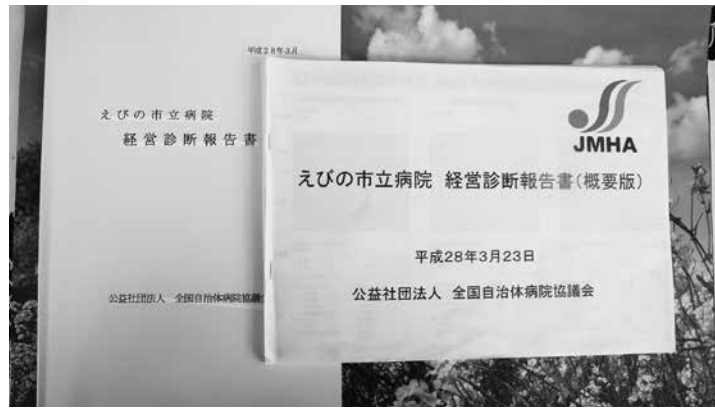 平成28年3月
えびの市立病院
経営診断報告書
公益社団法人 全国自治体病院協議会
JMHA
えびの市立病院 経営診断報告書(概要版)
平成28年3月23日
公益社団法人 全国自治体病院協議会